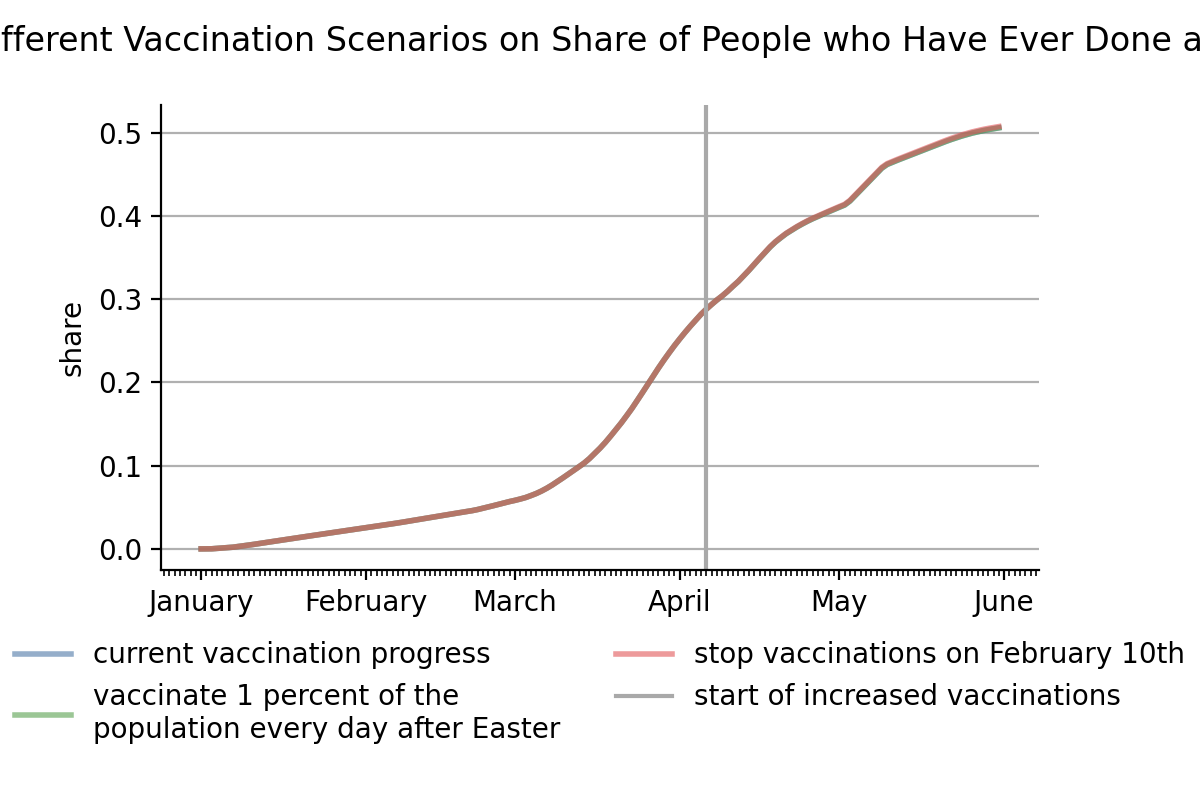 fferent Vaccination Scenarios on Share of People who Have Ever Done a
0.5
0.4
0.3
0.2
0.1
0.0
share
January February March April May June
current vaccination progress
vaccinate 1 percent of the
population every day after Easter
stop vaccinations on February 10th
start of increased vaccinations